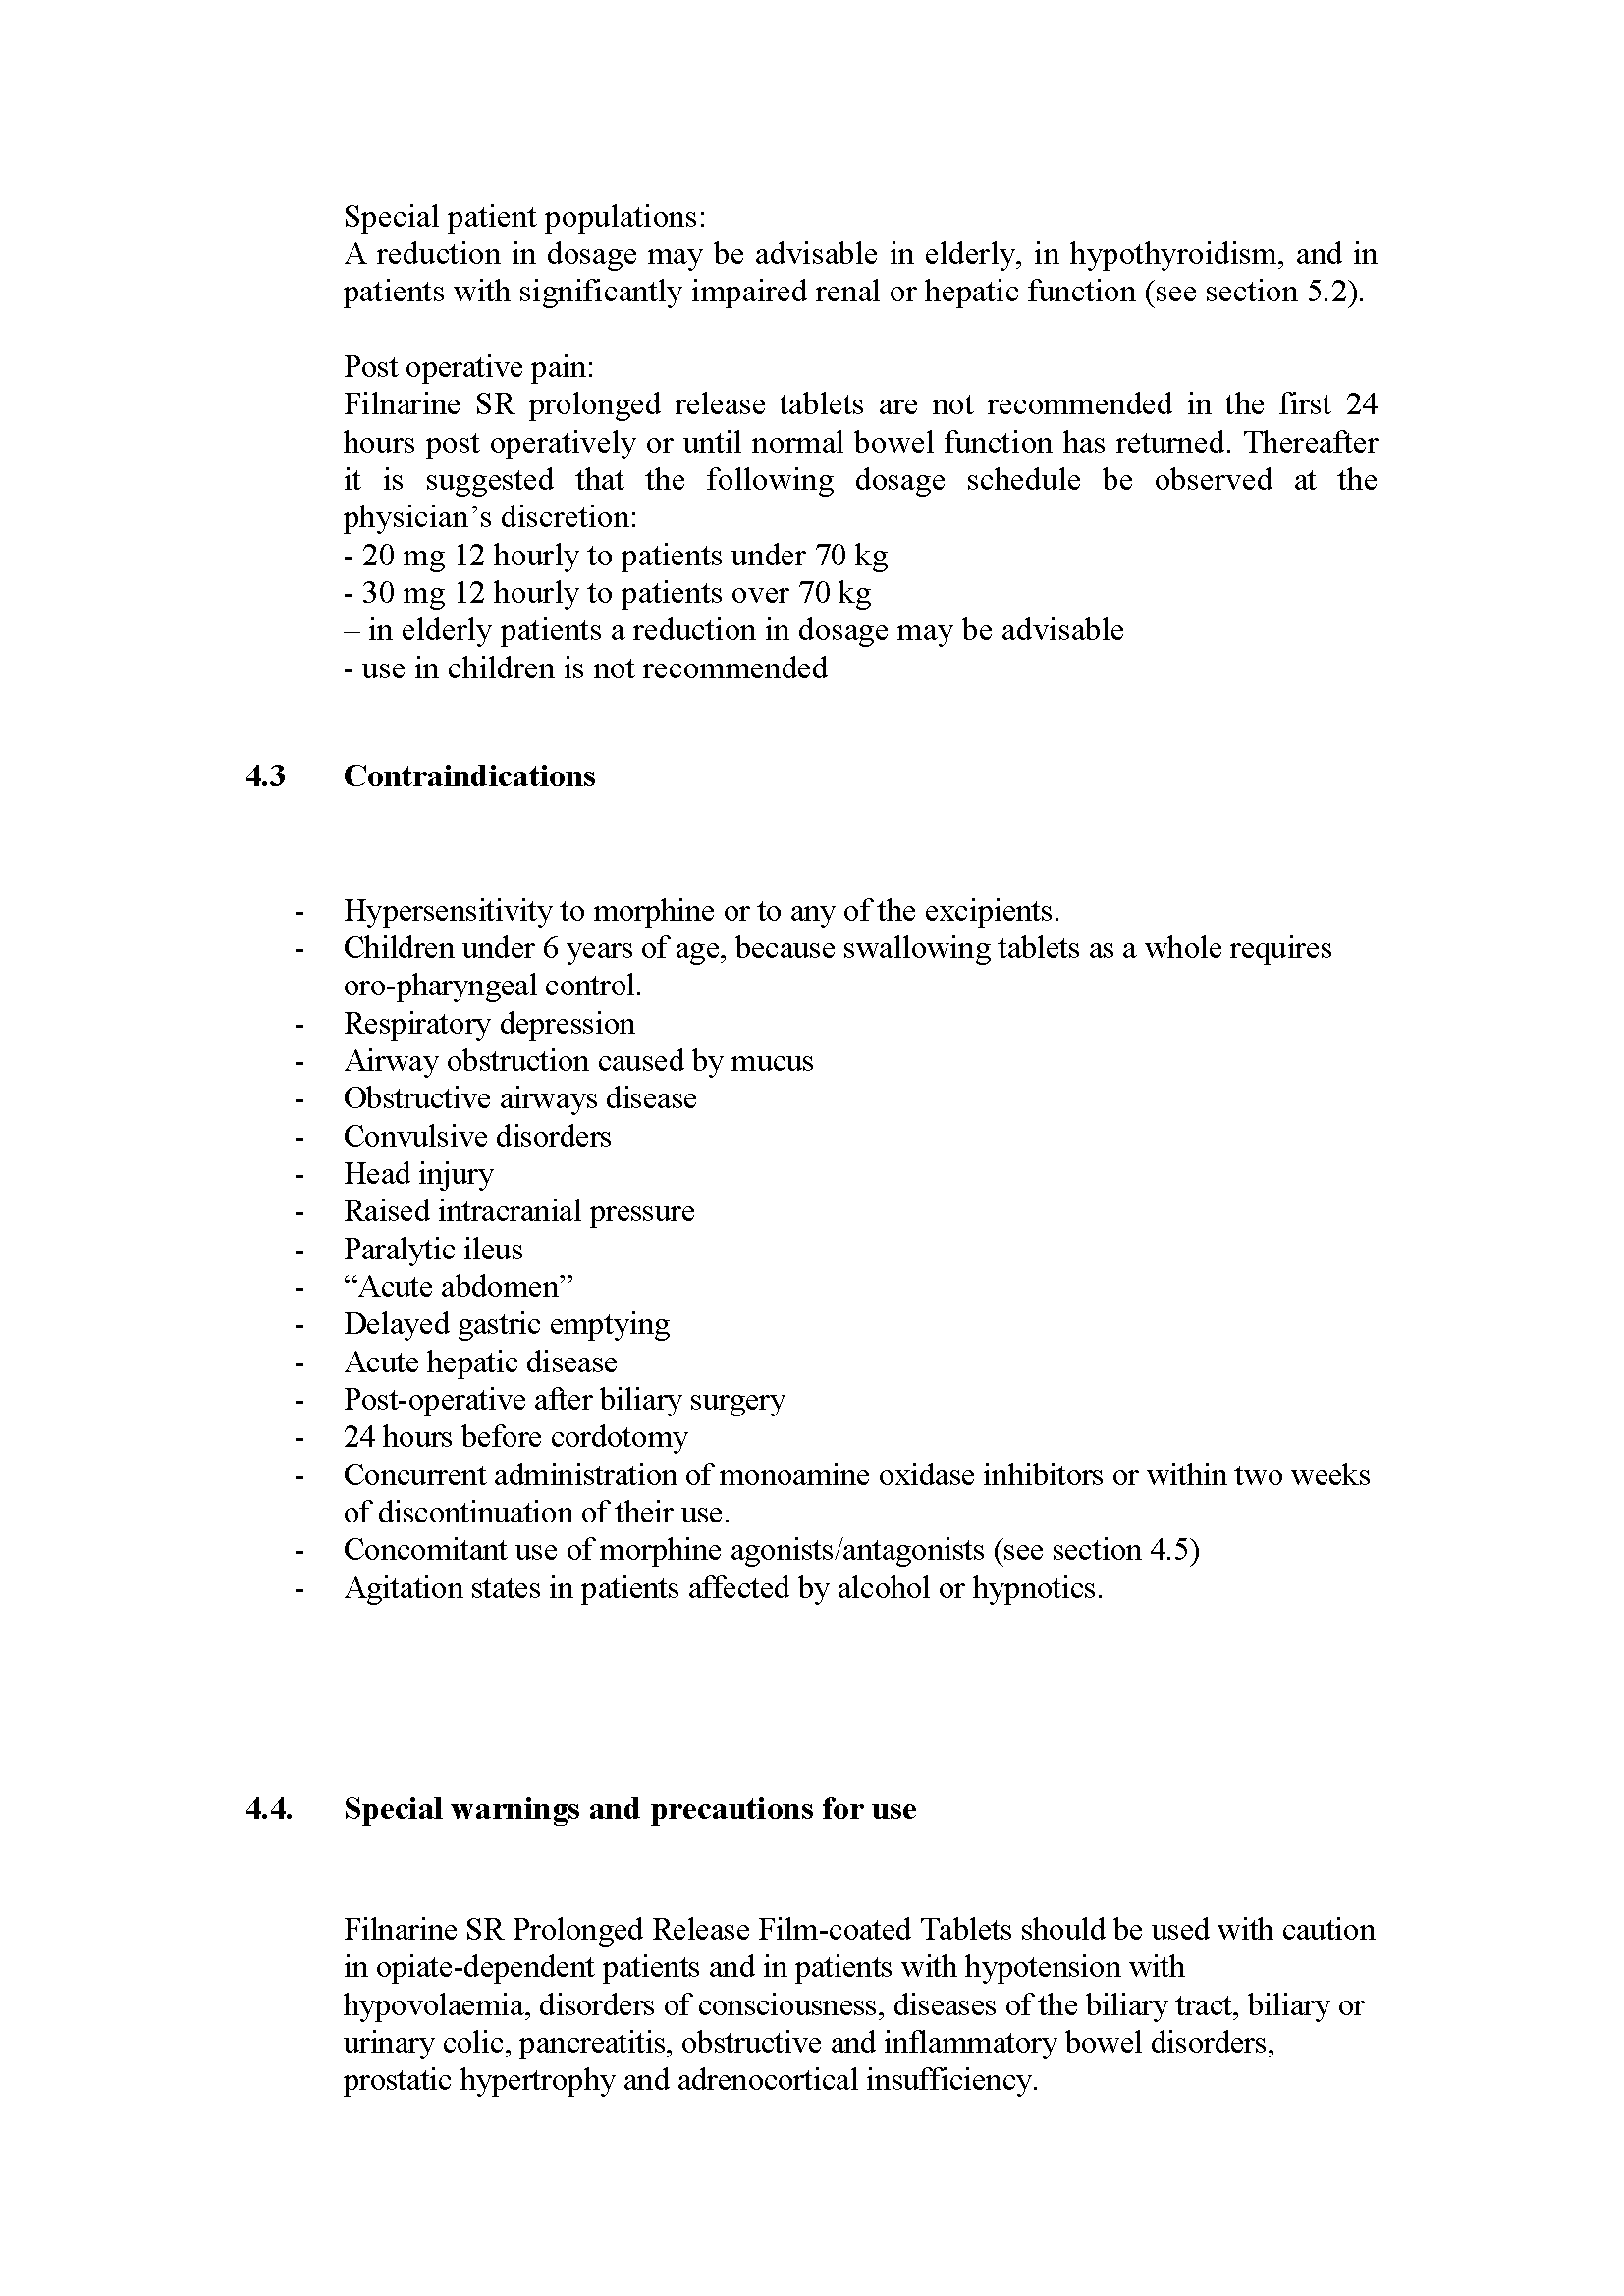 Special patient populations:
A reduction in dosage may be advisable in elderly, in hypothyroidism, and in
patients with significantly impaired renal or hepatic function (see section 5.2).
Post operative pain:
Filnarine SR prolonged release tablets are not recommended in the first 24
hours post operatively or until normal bowel function has returned. Thereafter
it is suggested that the following dosage schedule be observed at the
physician’s discretion:
- 20 mg 12 hourly to patients under 70 kg
- 30 mg 12 hourly to patients over 70 kg
– in elderly patients a reduction in dosage may be advisable
- use in children is not recommended
4.3 Contraindications
- Hypersensitivity to morphine or to any of the excipients.
- Children under 6 years of age, because swallowing tablets as a whole requires
oro-pharyngeal control.
- Respiratory depression
- Airway obstruction caused by mucus
- Obstructive airways disease
- Convulsive disorders
- Head injury
- Raised intracranial pressure
- Paralytic ileus
- “Acute abdomen”
- Delayed gastric emptying
- Acute hepatic disease
- Post-operative after biliary surgery
- 24 hours before cordotomy
- Concurrent administration of monoamine oxidase inhibitors or within two weeks
of discontinuation of their use.
- Concomitant use of morphine agonists/antagonists (see section 4.5)
- Agitation states in patients affected by alcohol or hypnotics.
4.4. Special warnings and precautions for use
Filnarine SR Prolonged Release Film-coated Tablets should be used with caution
in opiate-dependent patients and in patients with hypotension with
hypovolaemia, disorders of consciousness, diseases of the biliary tract, biliary or
urinary colic, pancreatitis, obstructive and inflammatory bowel disorders,
prostatic hypertrophy and adrenocortical insufficiency.